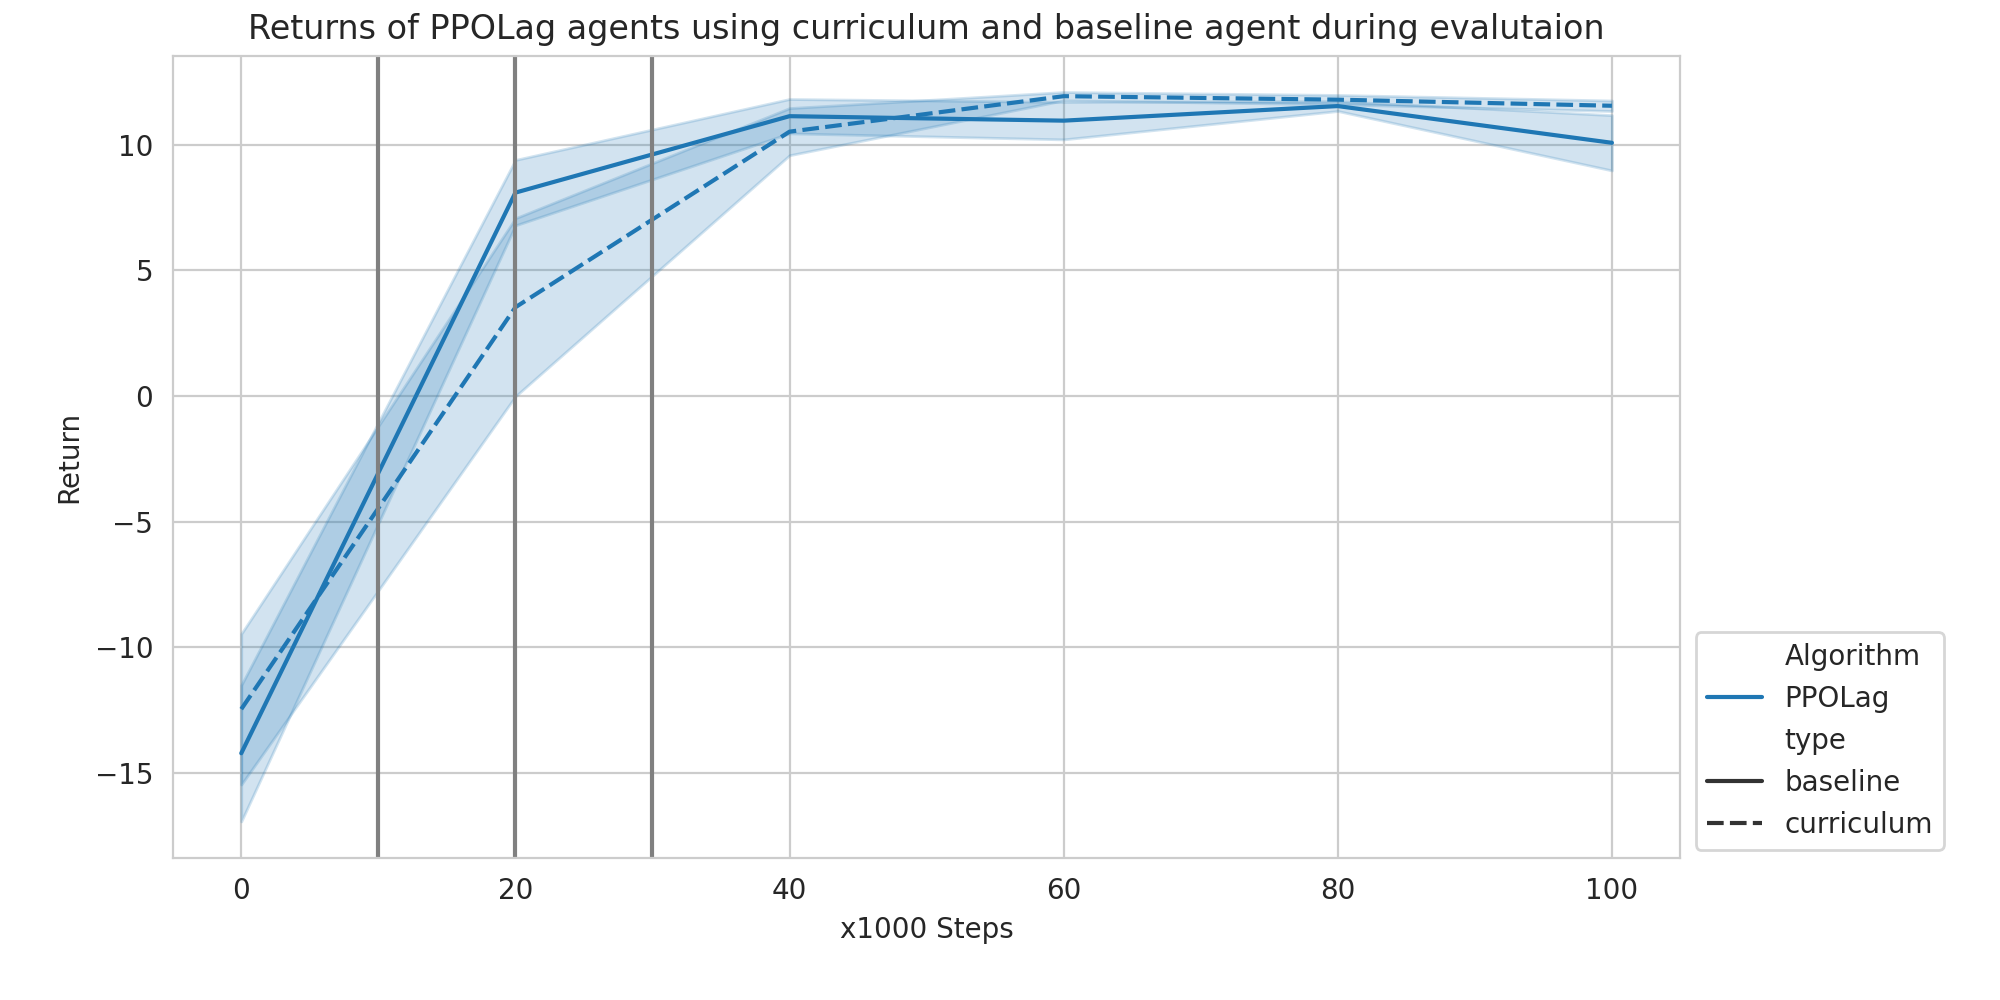 Returns of PPOLag agents using curriculum and baseline agent during evalutaion
10
5
0
−5
−10
−15
Return
0 20 40 60 80 100
x1000 Steps
Algorithm
PPOLag
type
baseline
curriculum